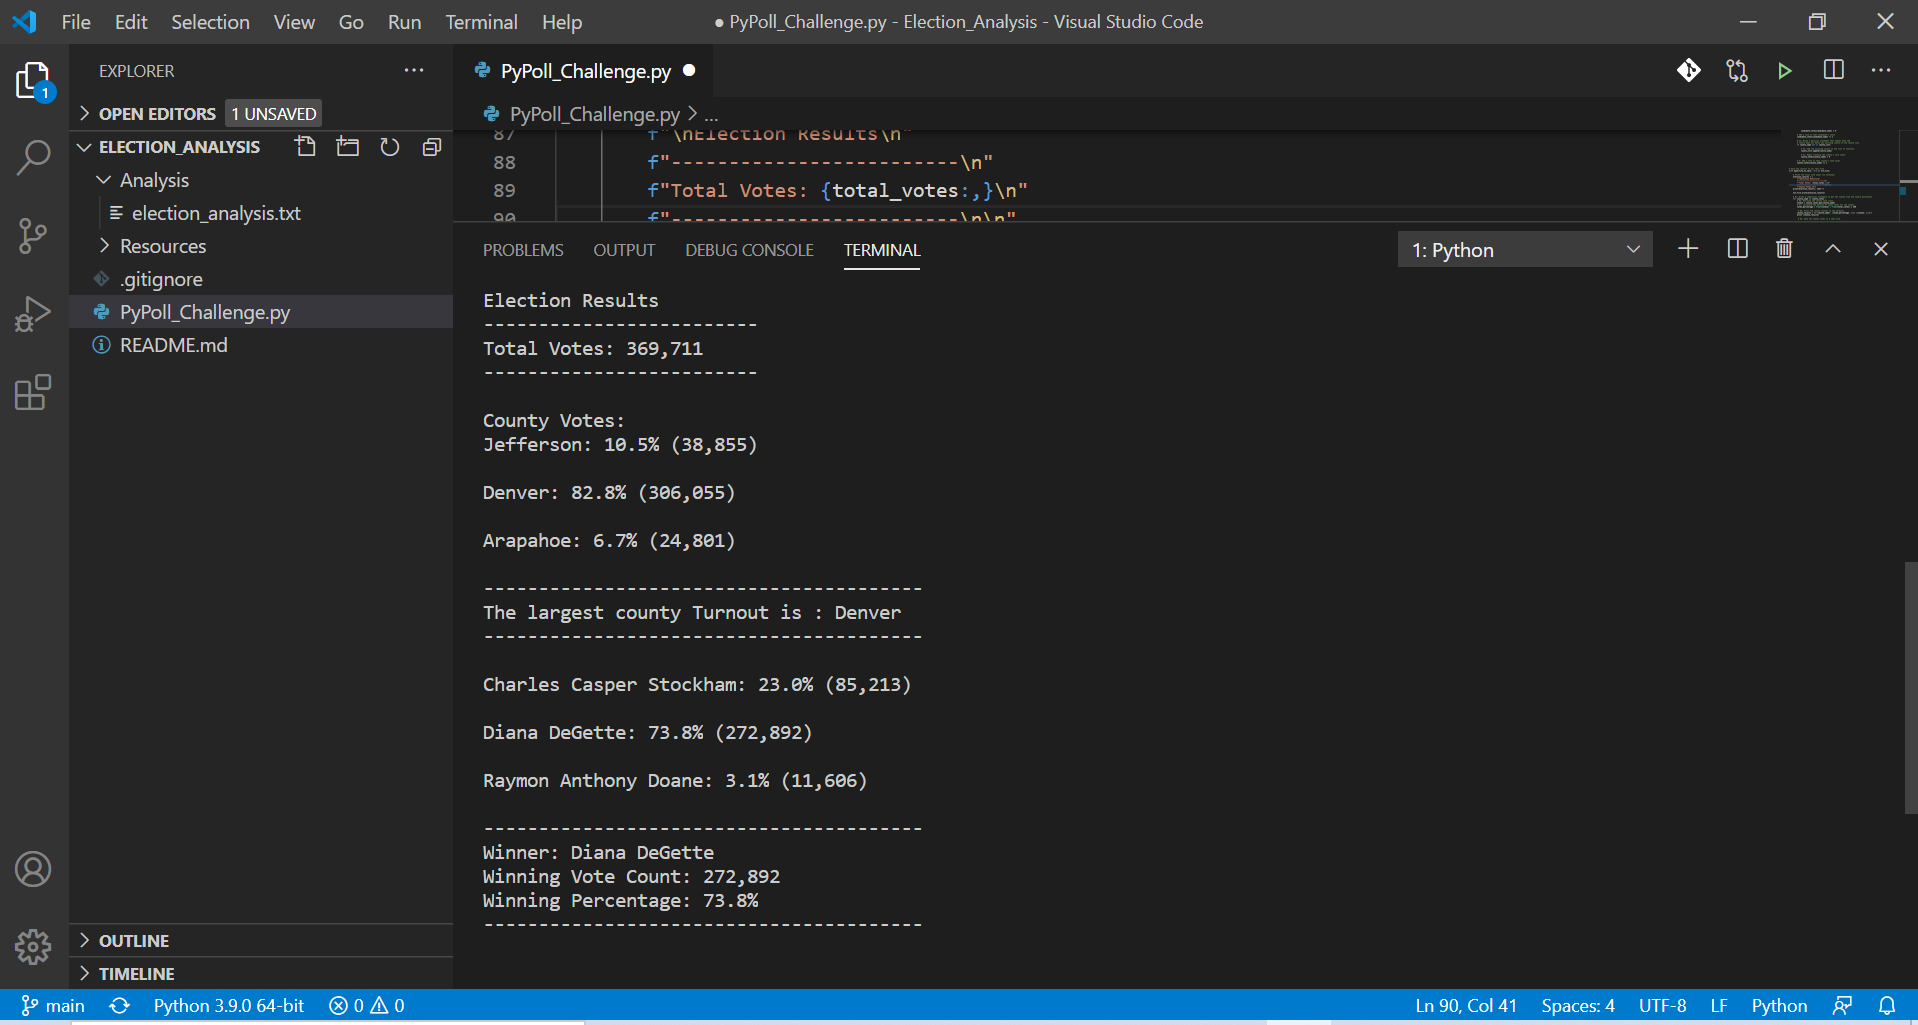 File Edit Selection View Go Run Terminal Help
● PyPoll_Challenge.py - Election_Analysis - Visual Studio Code
EXPLORER
1
OPEN EDITORS 1 UNSAVED
ELECTION_ANALYSIS
Analysis
election_analysis.txt
Resources
.gitignore
PyPoll_Challenge.py
README.md
OUTLINE
TIMELINE
PyPoll_Challenge.py ●
PyPoll_Challenge.py > ...
87 f"\nElection Results\n"
88 f"--------------------------\n"
89 f"Total Votes: {total_votes:,}\n"
90 f"--------------------------\n\n"
PROBLEMS OUTPUT DEBUG CONSOLE TERMINAL
1: Python
Election Results
-------------------------
Total Votes: 369,711
-------------------------
County Votes:
Jefferson: 10.5% (38,855)
Denver: 82.8% (306,055)
Arapahoe: 6.7% (24,801)
----------------------------------------
The largest county Turnout is : Denver
----------------------------------------
Charles Casper Stockham: 23.0% (85,213)
Diana DeGette: 73.8% (272,892)
Raymon Anthony Doane: 3.1% (11,606)
----------------------------------------
Winner: Diana DeGette
Winning Vote Count: 272,892
Winning Percentage: 73.8%
----------------------------------------
main Python 3.9.0 64-bit 0 0
Ln 90, Col 41 Spaces: 4 UTF-8 LF Python